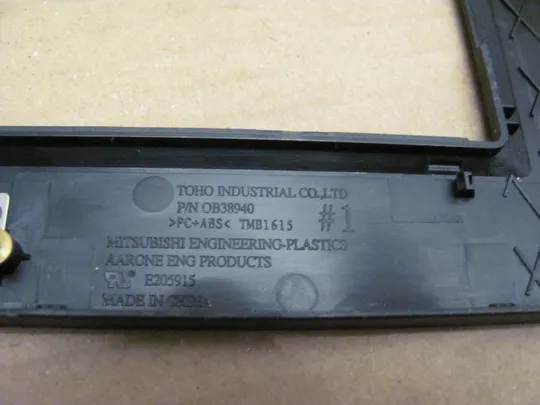 TOHO INDUSTRIAL CO.,LTD
P/N OB38940
#1
>PC+ABS< TMB1615
MITSUBISHI ENGINEERING-PLASTICS
AARONE ENG PRODUCTS
E205915
MADE IN CHINA